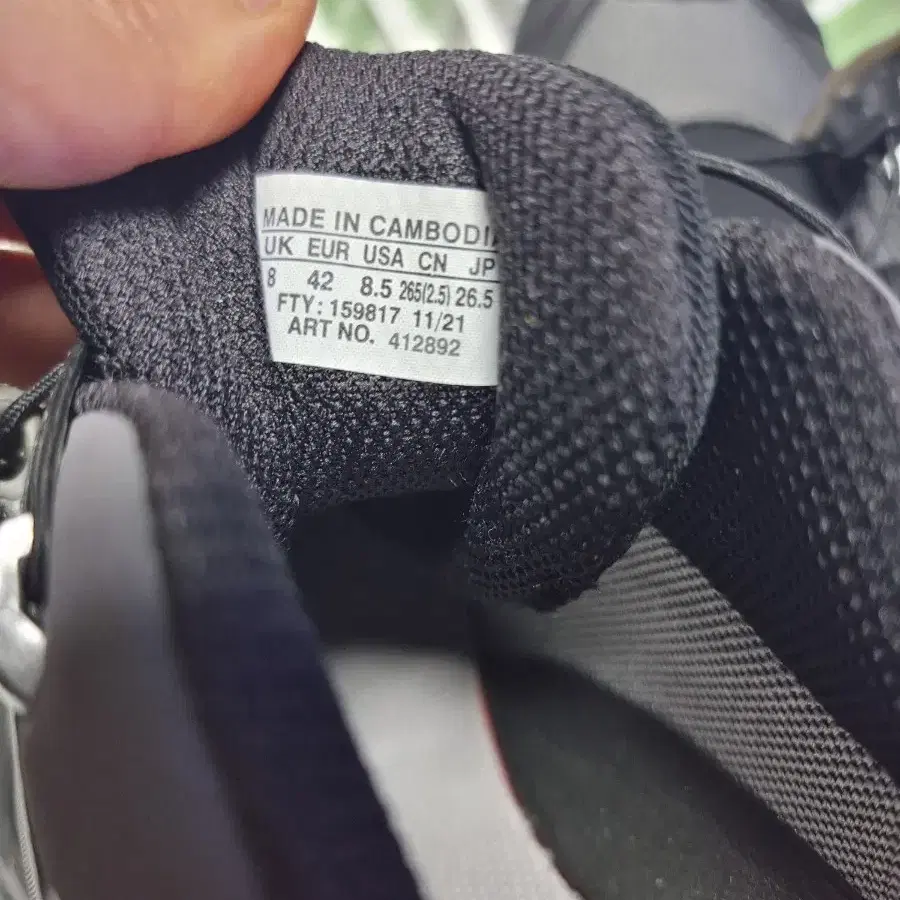 MADE IN CAMBODIA
UK EUR USA CN JP
8 42 8.5 265(2.5) 26.5
FTY: 159817 11/21
ART NO. 412892